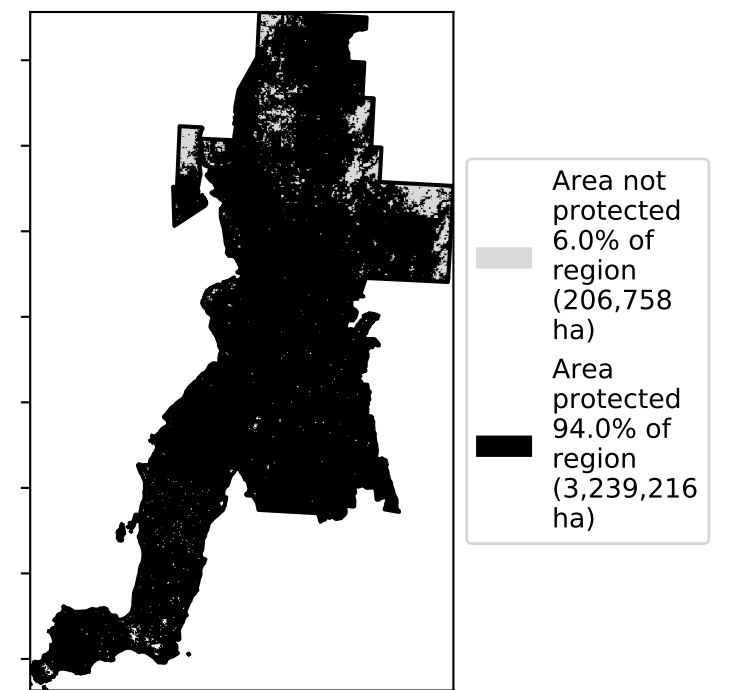 Area not
protected
6.0% of
region
(206,758
ha)
Area
protected
94.0% of
region
(3,239,216
ha)